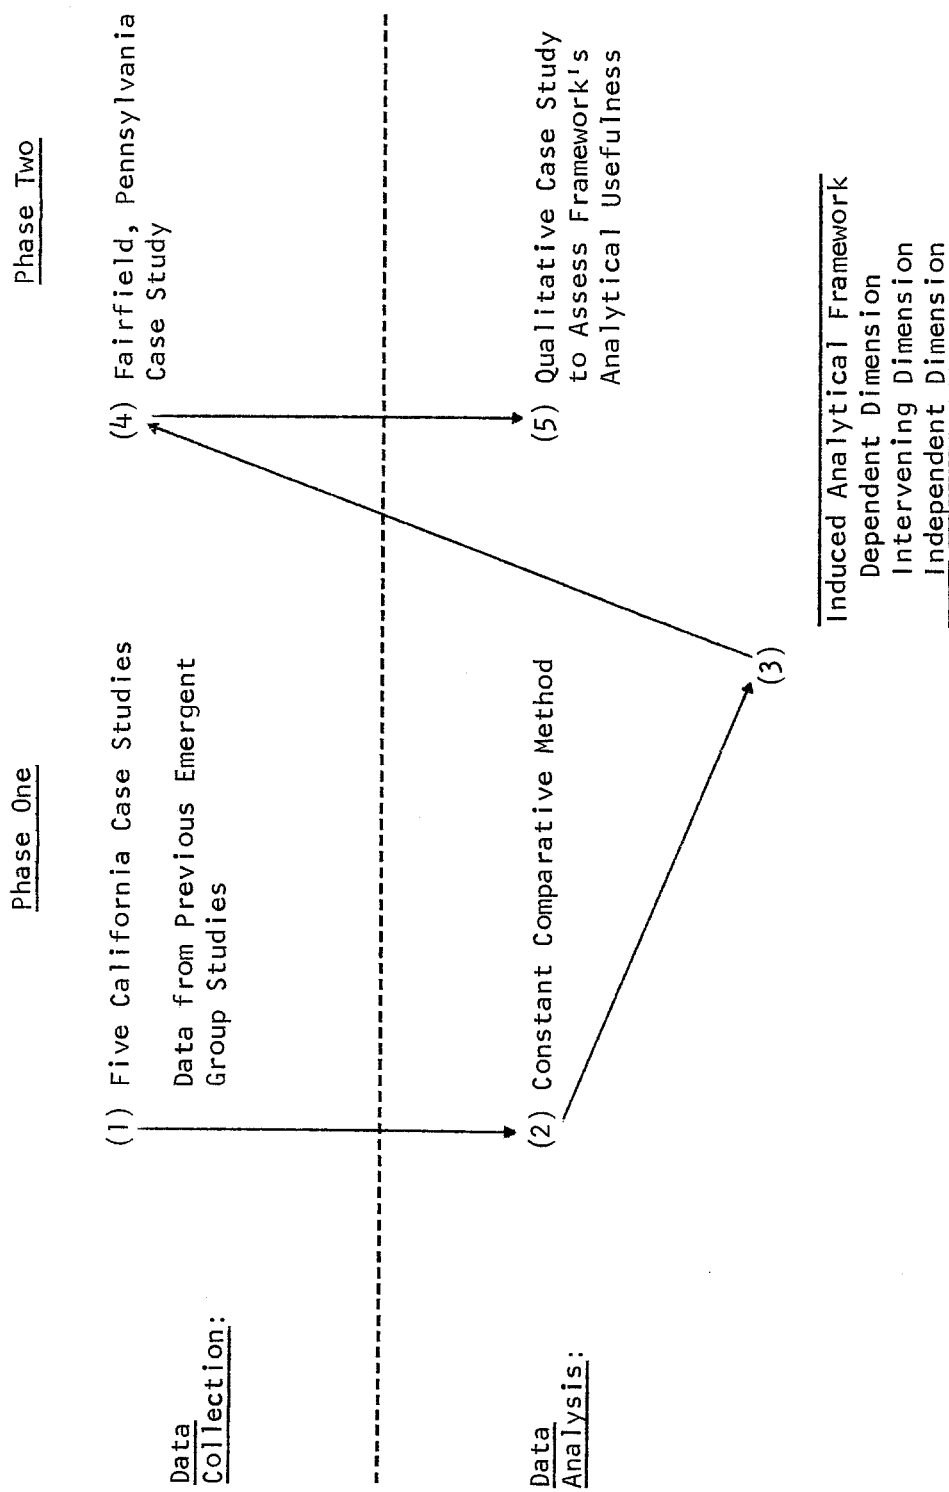 Phase One
Phase Two
Data
Collection:
(1) Five California Case Studies
Data from Previous Emergent
Group Studies
(4) Fairfield, Pennsylvania
Case Study
Data
Analysis:
(2) Constant Comparative Method
(5) Qualitative Case Study
to Assess Framework's
Analytical Usefulness
(3)
Induced Analytical Framework
Dependent Dimension
Intervening Dimension
Independent Dimension